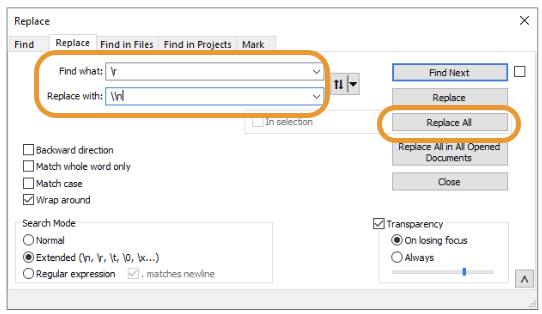 Replace
Find Replace Find in Files Find in Projects Mark
Find what: \r
Find Next
Replace with: \\n
Replace
In selection
Replace All
Replace All in All Opened
Documents
Close
Backward direction
Match whole word only
Match case
Wrap around
Search Mode
Normal
Extended (\n, \r, \t, \0, \x...)
Regular expression . matches newline
Transparency
On losing focus
Always